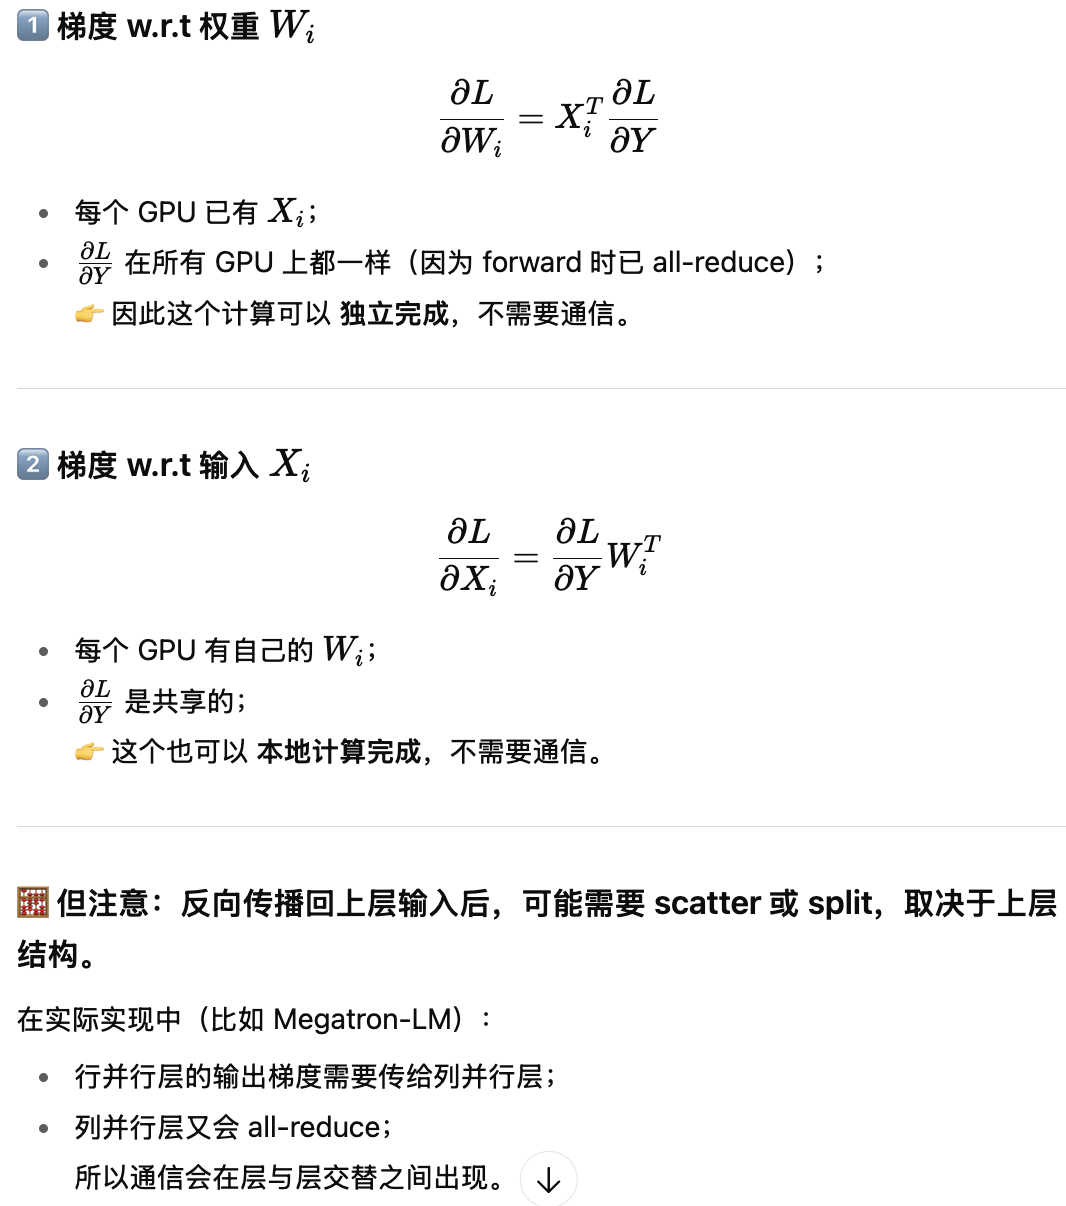 1️⃣ 梯度 w.r.t 权重 $W_i$
$$\frac{\partial L}{\partial W_i} = X_i^T \frac{\partial L}{\partial Y}$$
• 每个 GPU 已有 $X_i$；
• $\frac{\partial L}{\partial Y}$ 在所有 GPU 上都一样（因为 forward 时已 all-reduce）；
👉 因此这个计算可以 独立完成，不需要通信。
2️⃣ 梯度 w.r.t 输入 $X_i$
$$\frac{\partial L}{\partial X_i} = \frac{\partial L}{\partial Y} W_i^T$$
• 每个 GPU 有自己的 $W_i$；
• $\frac{\partial L}{\partial Y}$ 是共享的；
👉 这个也可以 本地计算完成，不需要通信。
🧮 但注意：反向传播回上层输入后，可能需要 scatter 或 split，取决于上层
结构。
在实际实现中（比如 Megatron-LM）：
• 行并行层的输出梯度需要传给列并行层；
• 列并行层又会 all-reduce；
所以通信会在层与层交替之间出现。